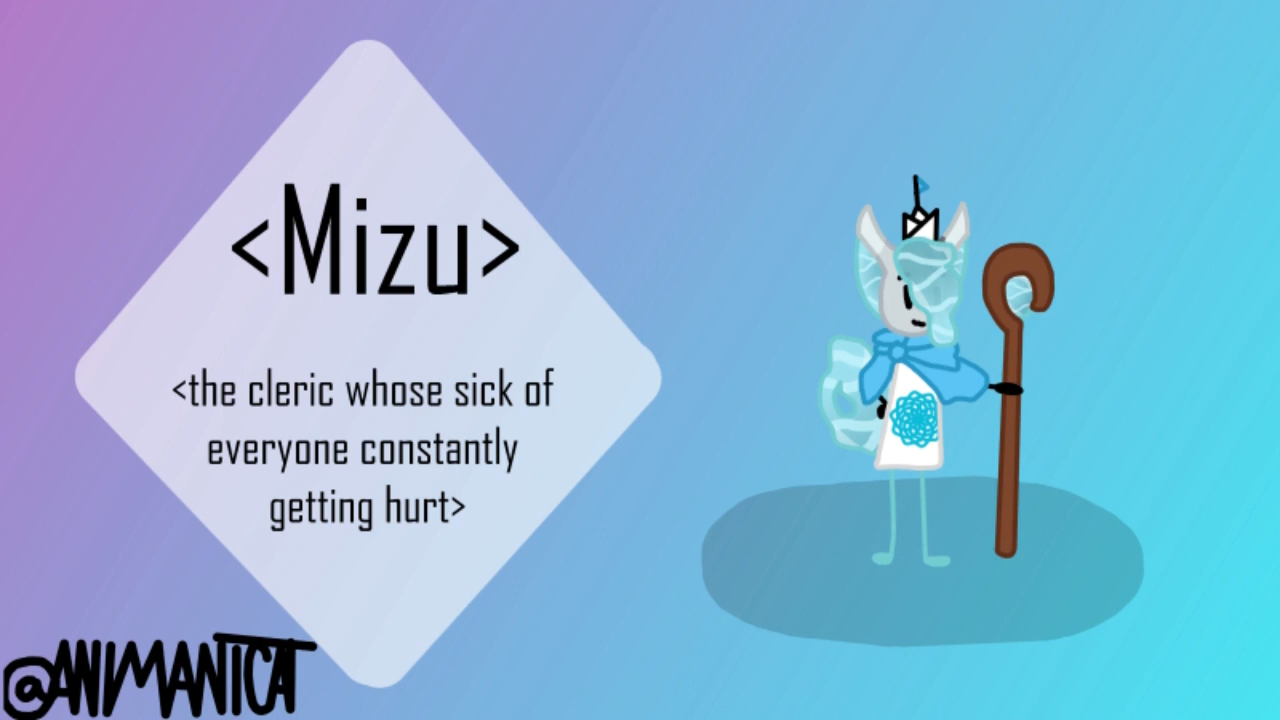 <Mizu>
<the cleric whose sick of
everyone constantly
getting hurt>
@ANIMANTICAT